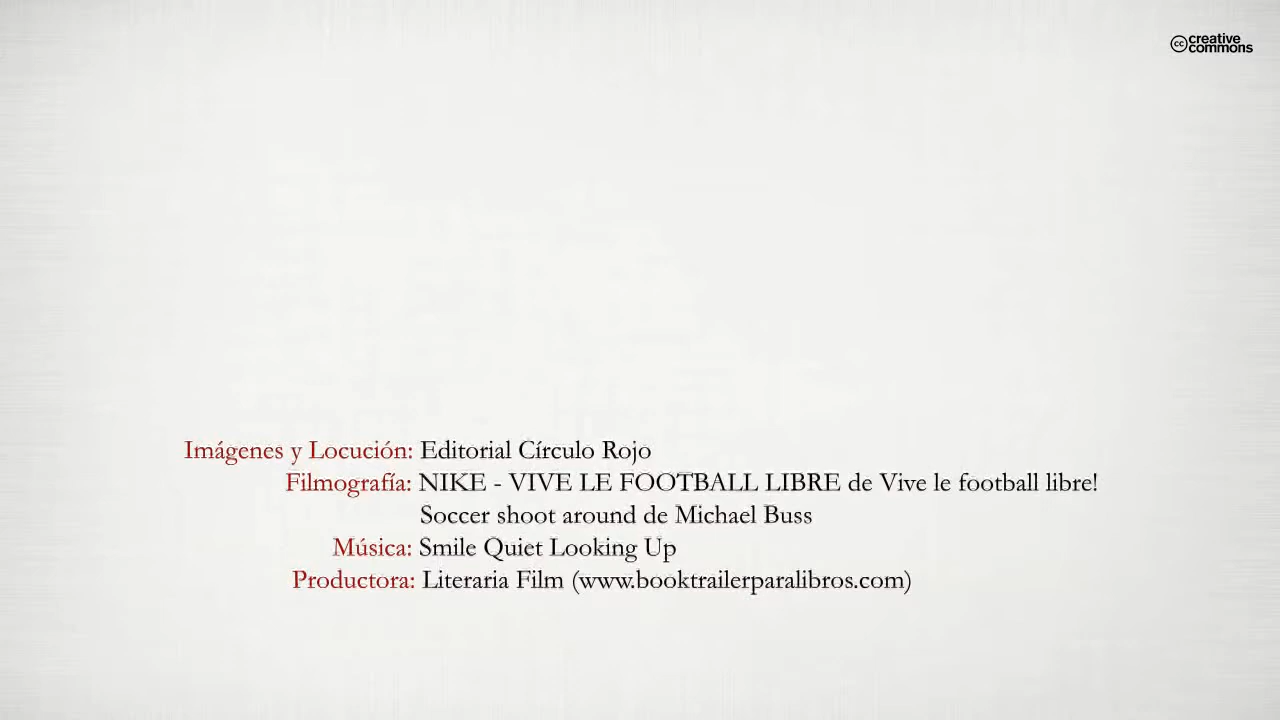 cc creative
commons
Imágenes y Locución: Editorial Círculo Rojo
Filmografía: NIKE - VIVE LE FOOTBALL LIBRE de Vive le football libre!
Soccer shoot around de Michael Buss
Música: Smile Quiet Looking Up
Productora: Literaria Film (www.booktrailerparalibros.com)